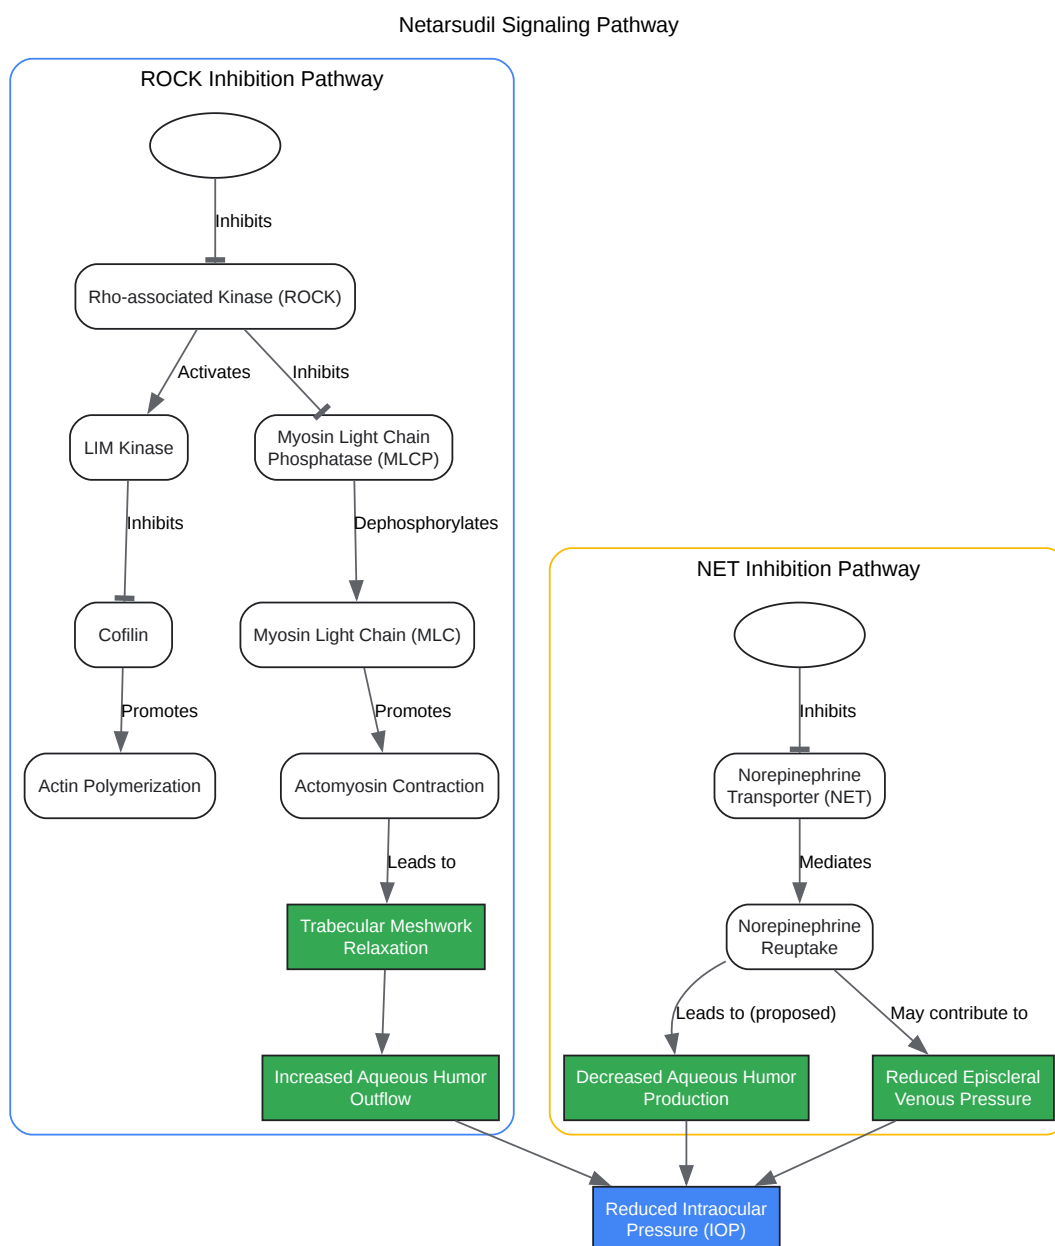 Netarsudil Signaling Pathway
ROCK Inhibition Pathway
Inhibits
Rho-associated Kinase (ROCK)
Activates
Inhibits
LIM Kinase
Myosin Light Chain
Phosphatase (MLCP)
Inhibits
Dephosphorylates
Cofilin
Myosin Light Chain (MLC)
Promotes
Promotes
Actin Polymerization
Actomyosin Contraction
Leads to
Trabecular Meshwork
Relaxation
Increased Aqueous Humor
Outflow
NET Inhibition Pathway
Inhibits
Norepinephrine
Transporter (NET)
Mediates
Norepinephrine
Reuptake
Leads to (proposed)
May contribute to
Decreased Aqueous Humor
Production
Reduced Episcleral
Venous Pressure
Reduced Intraocular
Pressure (IOP)